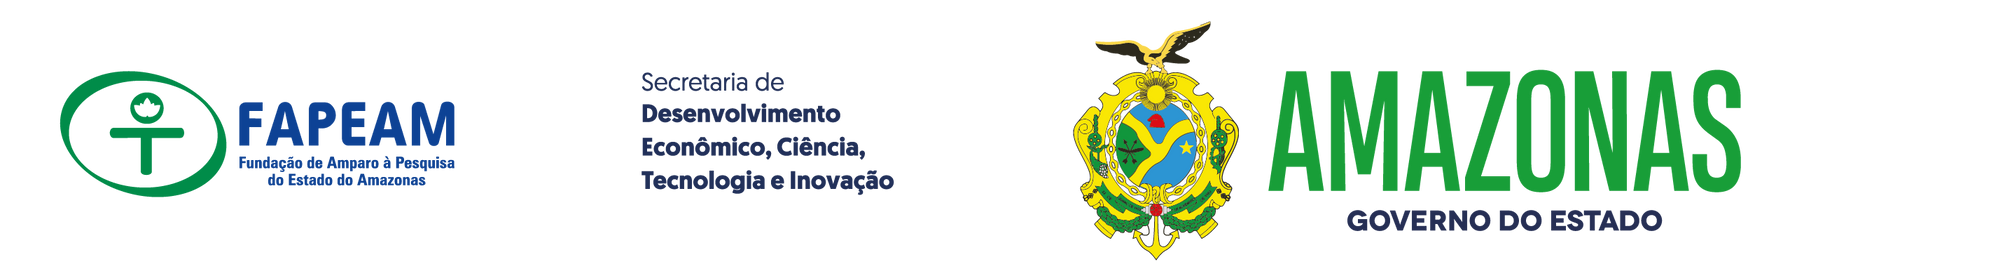 FAPEAM
Fundação de Amparo à Pesquisa
do Estado do Amazonas
Secretaria de
Desenvolvimento
Econômico, Ciência,
Tecnologia e Inovação
AMAZONAS
GOVERNO DO ESTADO